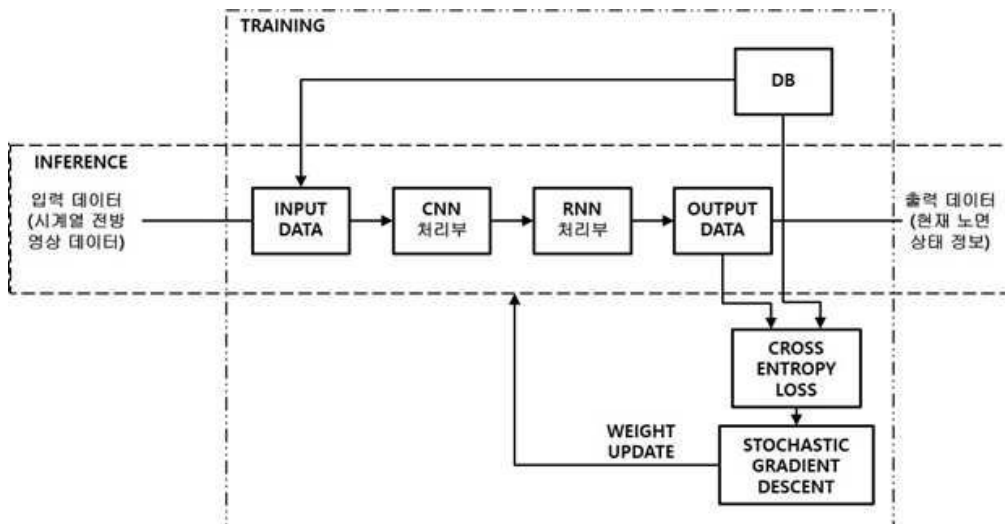 TRAINING
DB
INFERENCE
입력 데이터
(시계열 전방
영상 데이터)
INPUT
DATA
CNN
처리부
RNN
처리부
OUTPUT
DATA
출력 데이터
(현재 노면
상태 정보)
CROSS
ENTROPY
LOSS
WEIGHT
UPDATE
STOCHASTIC
GRADIENT
DESCENT